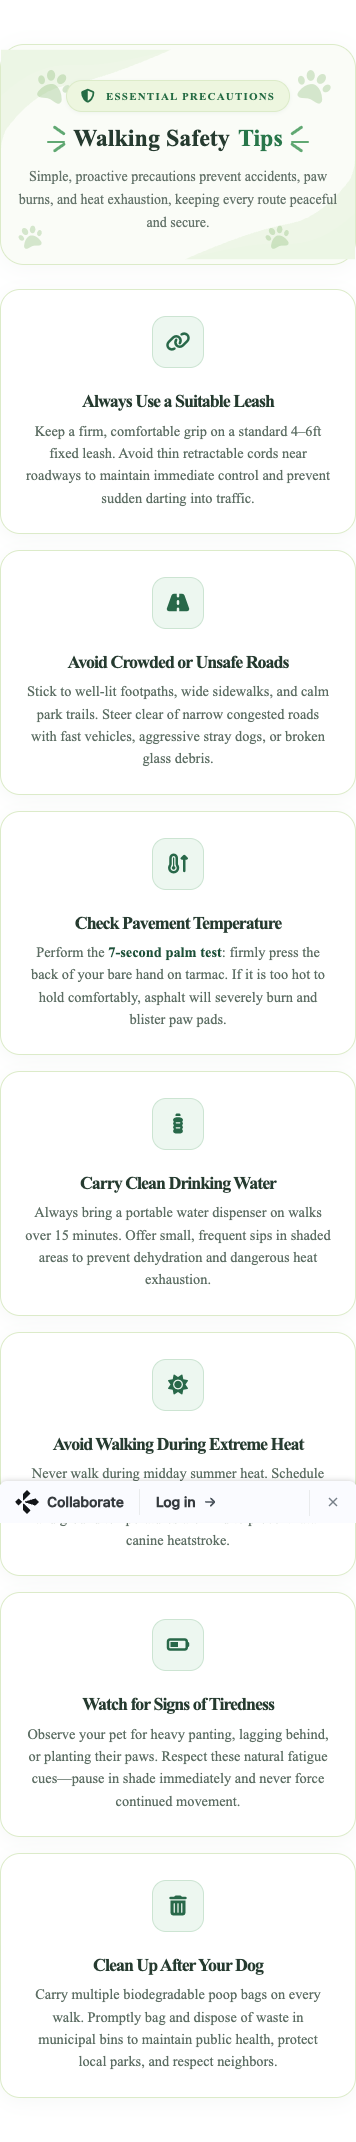 ESSENTIAL PRECAUTIONS
Walking Safety Tips
Simple, proactive precautions prevent accidents, paw
burns, and heat exhaustion, keeping every route peaceful
and secure.
Always Use a Suitable Leash
Keep a firm, comfortable grip on a standard 4–6ft
fixed leash. Avoid thin retractable cords near
roadways to maintain immediate control and prevent
sudden darting into traffic.
Avoid Crowded or Unsafe Roads
Stick to well-lit footpaths, wide sidewalks, and calm
park trails. Steer clear of narrow congested roads
with fast vehicles, aggressive stray dogs, or broken
glass debris.
Check Pavement Temperature
Perform the 7-second palm test: firmly press the
back of your bare hand on tarmac. If it is too hot to
hold comfortably, asphalt will severely burn and
blister paw pads.
Carry Clean Drinking Water
Always bring a portable water dispenser on walks
over 15 minutes. Offer small, frequent sips in shaded
areas to prevent dehydration and dangerous heat
exhaustion.
Avoid Walking During Extreme Heat
Never walk during midday summer heat. Schedule
Collaborate Log in →
canine heatstroke.
Watch for Signs of Tiredness
Observe your pet for heavy panting, lagging behind,
or planting their paws. Respect these natural fatigue
cues—pause in shade immediately and never force
continued movement.
Clean Up After Your Dog
Carry multiple biodegradable poop bags on every
walk. Promptly bag and dispose of waste in
municipal bins to maintain public health, protect
local parks, and respect neighbors.